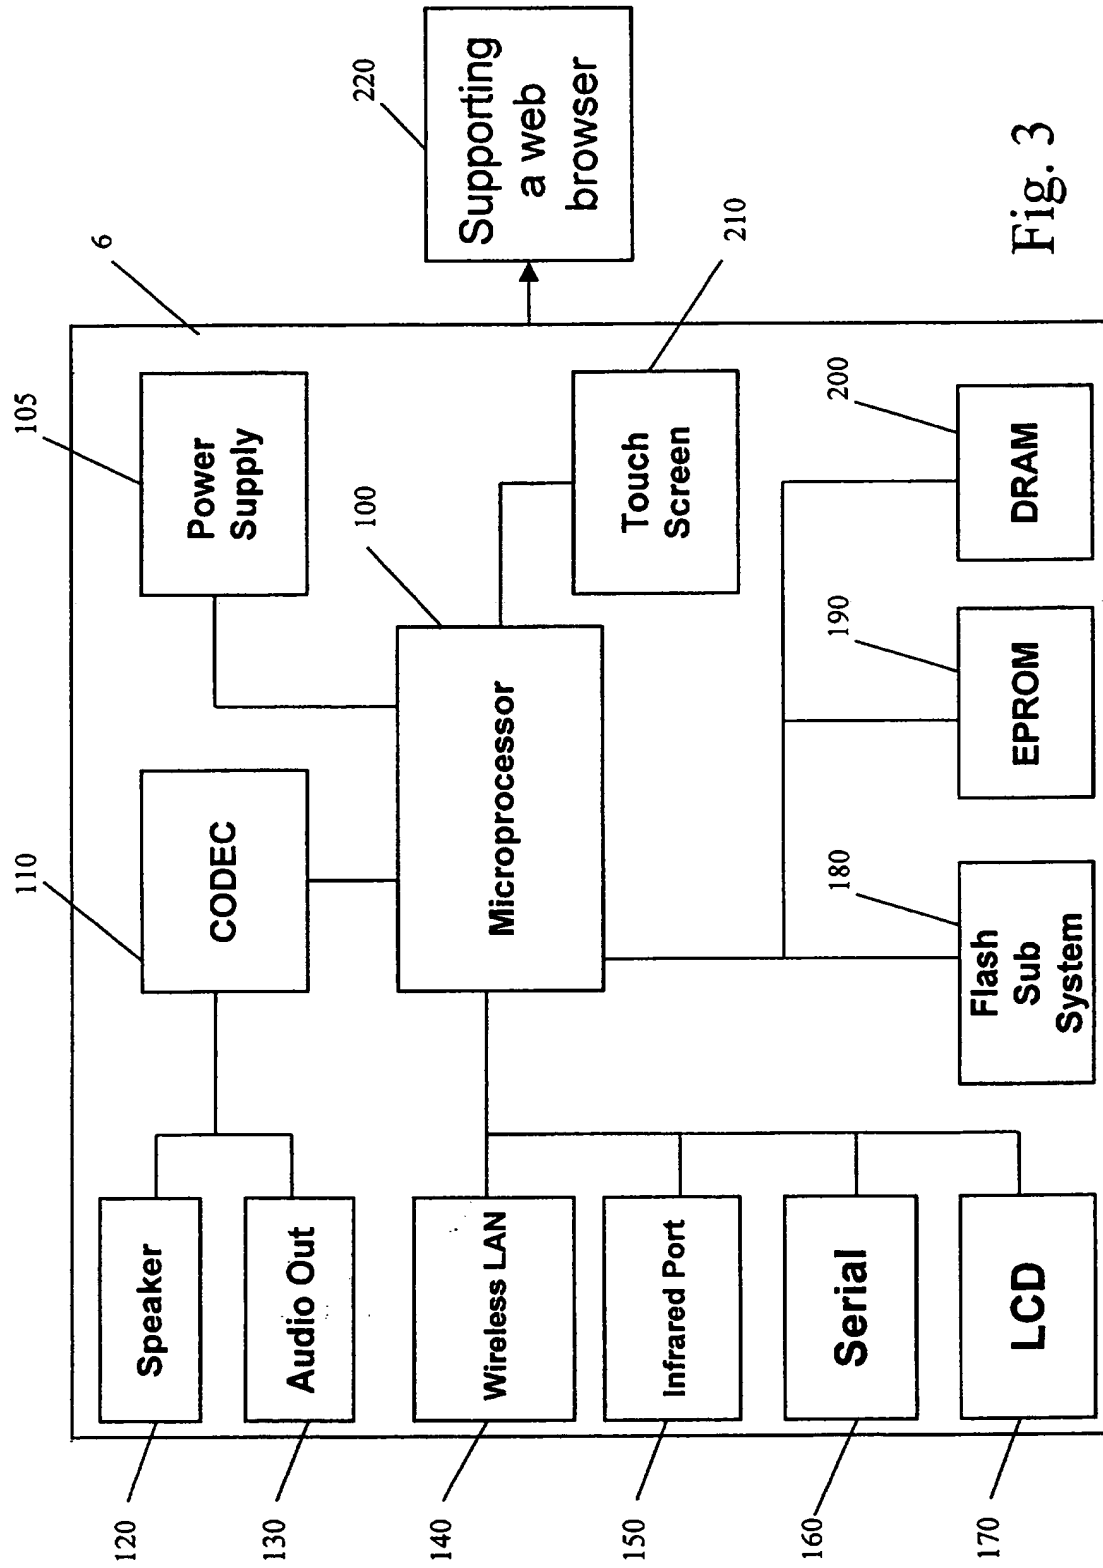 120
Speaker
130
Audio Out
140
Wireless LAN
150
Infrared Port
160
Serial
170
LCD
110
CODEC
105
Power
Supply
6
100
Microprocessor
210
Touch
Screen
180
Flash
Sub
System
190
EPROM
200
DRAM
220
Supporting
a web
browser
Fig. 3